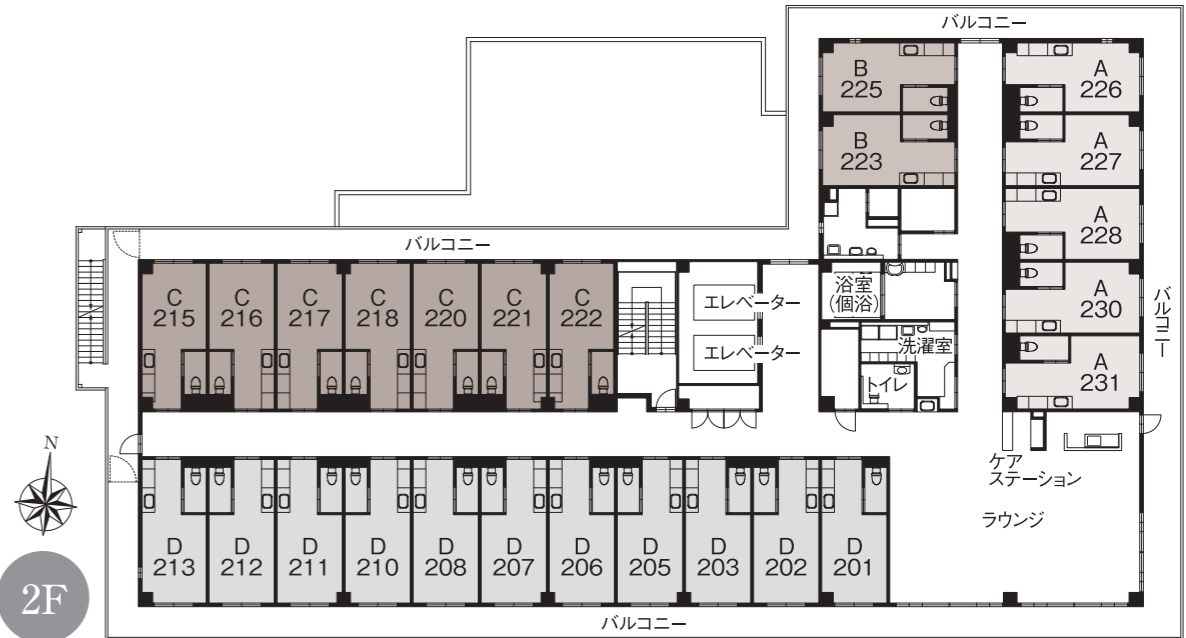 バルコニー
B
225
A
226
B
223
A
227
A
228
バルコニー
C
215
C
216
C
217
C
218
C
220
C
221
C
222
エレベーター
エレベーター
浴室
(個浴)
洗濯室
トイレ
A
230
バルコニー
A
231
N
ケア
ステーション
ラウンジ
D
213
D
212
D
211
D
210
D
208
D
207
D
206
D
205
D
203
D
202
D
201
2F
バルコニー